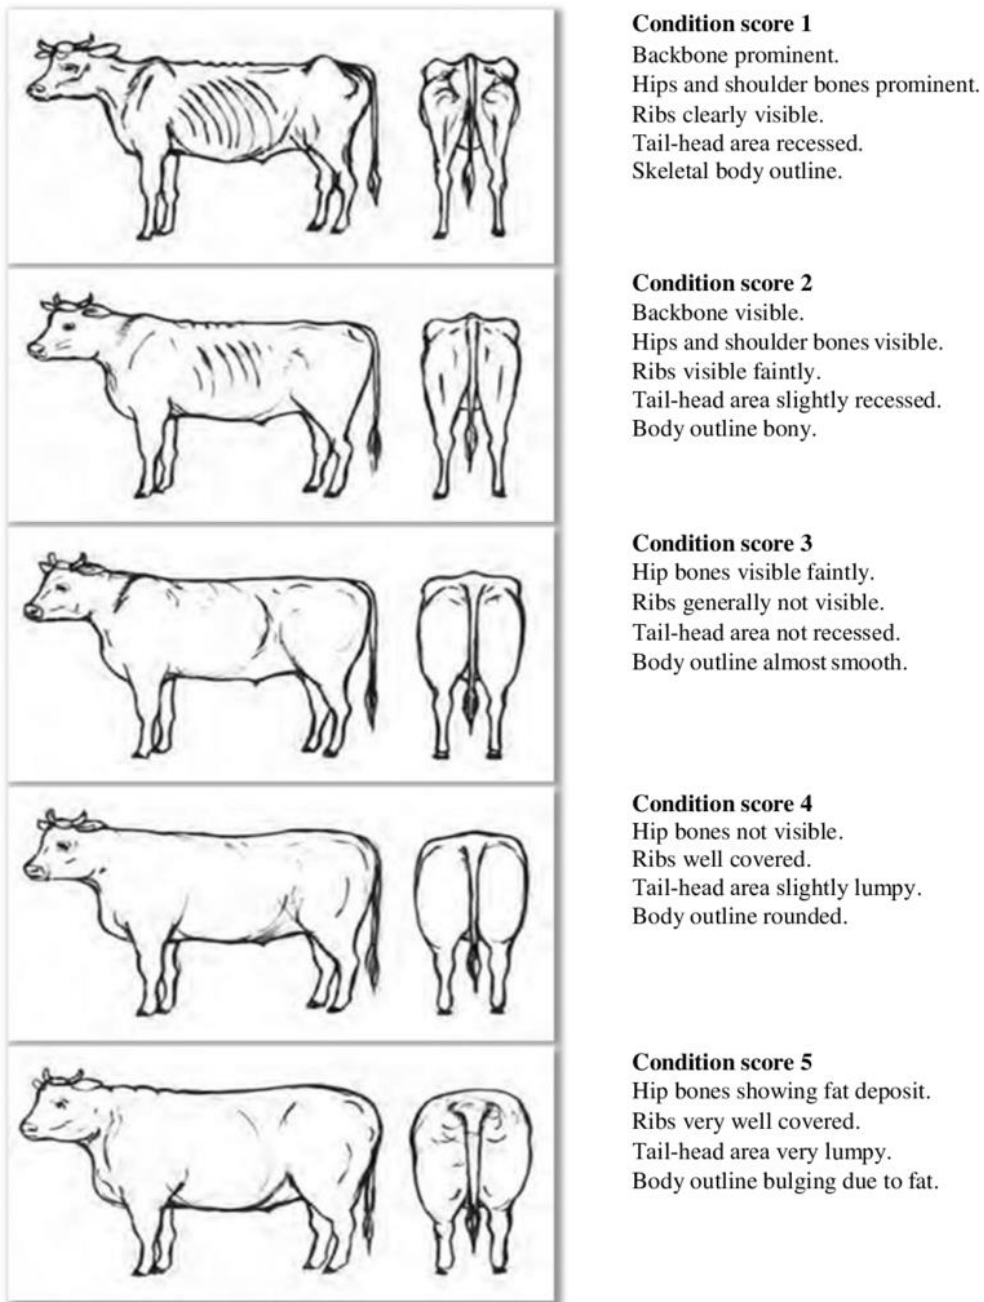 Condition score 1
Backbone prominent.
Hips and shoulder bones prominent.
Ribs clearly visible.
Tail-head area recessed.
Skeletal body outline.
Condition score 2
Backbone visible.
Hips and shoulder bones visible.
Ribs visible faintly.
Tail-head area slightly recessed.
Body outline bony.
Condition score 3
Hip bones visible faintly.
Ribs generally not visible.
Tail-head area not recessed.
Body outline almost smooth.
Condition score 4
Hip bones not visible.
Ribs well covered.
Tail-head area slightly lumpy.
Body outline rounded.
Condition score 5
Hip bones showing fat deposit.
Ribs very well covered.
Tail-head area very lumpy.
Body outline bulging due to fat.